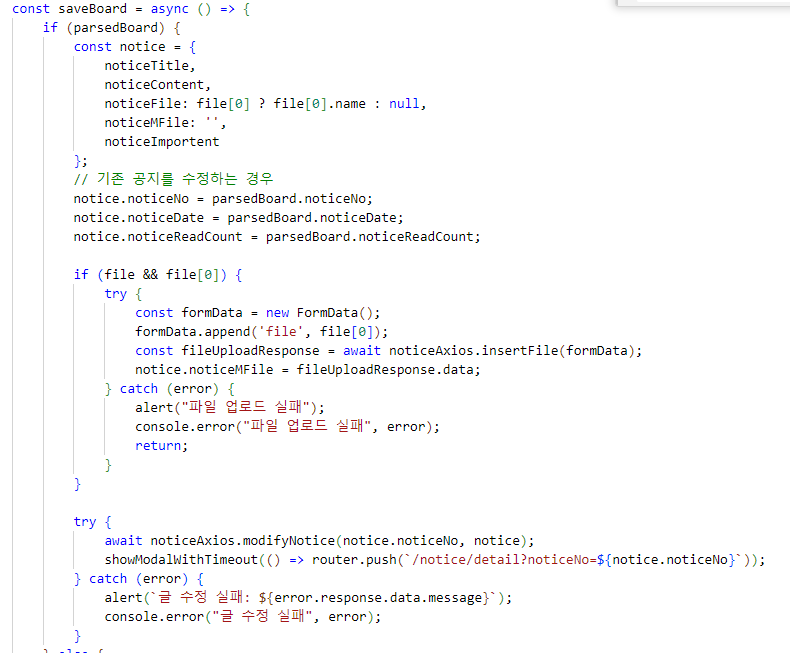 const saveBoard = async () => {
if (parsedBoard) {
const notice = {
noticeTitle,
noticeContent,
noticeFile: file[0] ? file[0].name : null,
noticeMFile: '',
noticeImportent
};
// 기존 공지를 수정하는 경우
notice.noticeNo = parsedBoard.noticeNo;
notice.noticeDate = parsedBoard.noticeDate;
notice.noticeReadCount = parsedBoard.noticeReadCount;
if (file && file[0]) {
try {
const formData = new FormData();
formData.append('file', file[0]);
const fileUploadResponse = await noticeAxios.insertFile(formData);
notice.noticeMFile = fileUploadResponse.data;
} catch (error) {
alert("파일 업로드 실패");
console.error("파일 업로드 실패", error);
return;
}
}
try {
await noticeAxios.modifyNotice(notice.noticeNo, notice);
showModalWithTimeout(() => router.push(`/notice/detail?noticeNo=${notice.noticeNo}`));
} catch (error) {
alert(`글 수정 실패: ${error.response.data.message}`);
console.error("글 수정 실패", error);
}
} else {